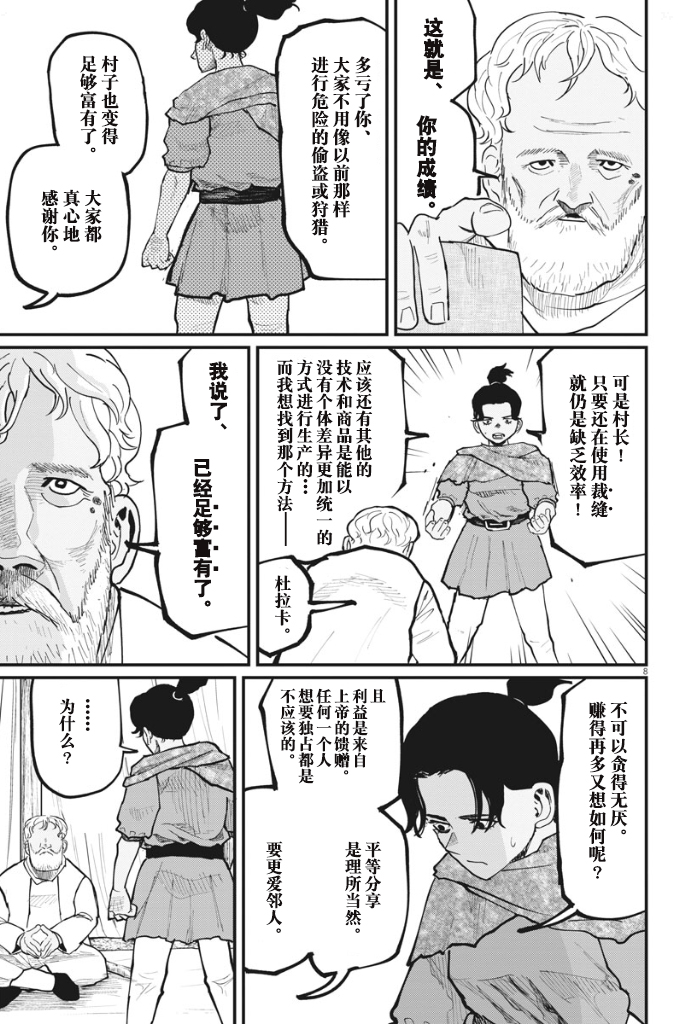 这就是、
你的成绩。
多亏了你、
大家不用像以前那样
进行危险的偷盗或狩猎。
村子也变得
足够富有了。
大家都
真心地
感谢你。
可是村长！
只要还在使用裁缝
就仍是缺乏效率！
应该还有其他的
技术和商品是能以
没有个体差异更加统一的
方式进行生产的…
而我想找到那个方法——
杜拉卡。
我说了、
已经足够富有了。
8
不可以贪得无厌。
赚得再多又想如何呢？
且
利益是来自
上帝的馈赠。
任何一个人
想要独占都是
不应该的。
平等分享
是理所当然。
要更爱邻人。
……
为什么？